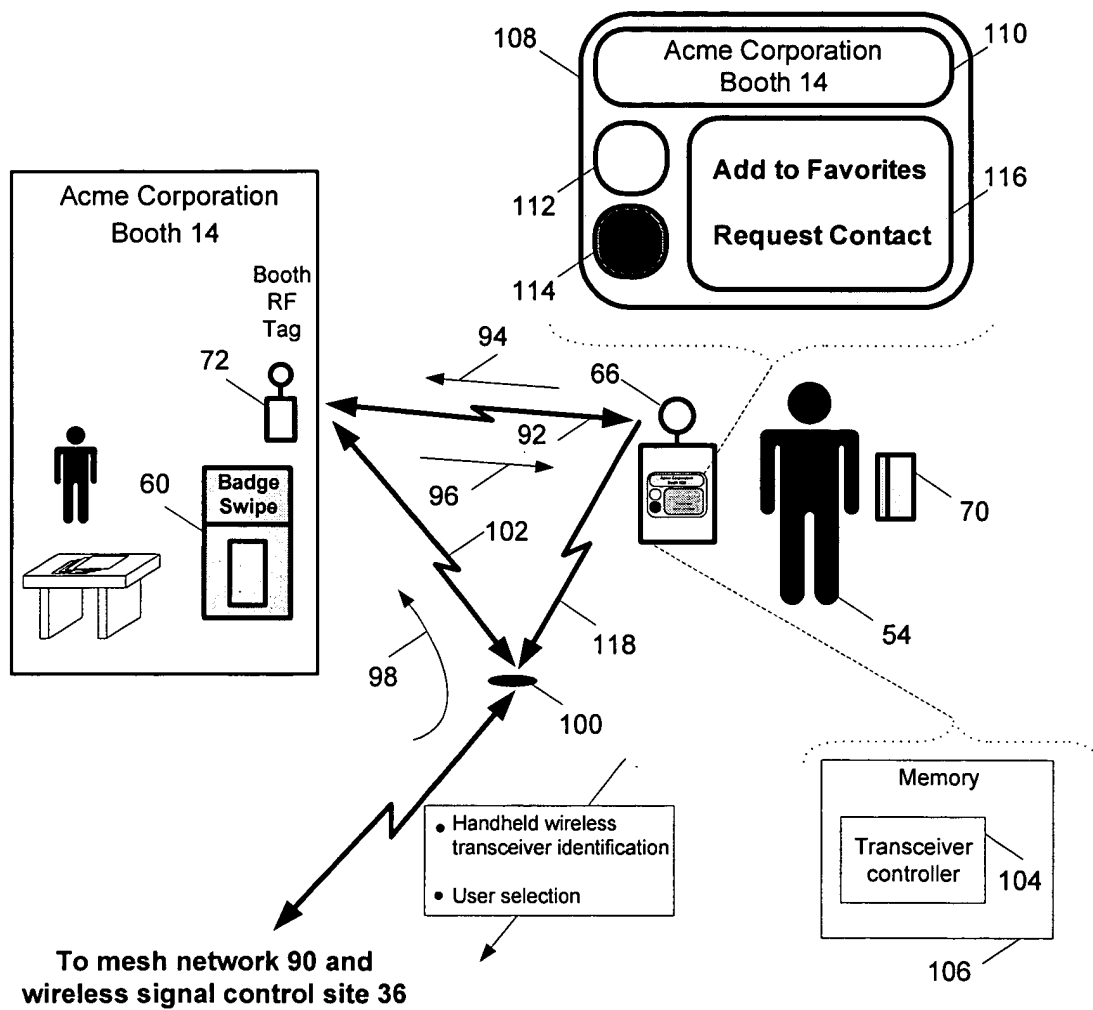 108
Acme Corporation
Booth 14
110
112
Add to Favorites
116
Request Contact
114
Acme Corporation
Booth 14
Booth
RF
Tag
72
94
66
92
96
60
Badge
Swipe
102
70
54
118
98
100
• Handheld wireless
transceiver identification
• User selection
Memory
Transceiver
controller
104
106
To mesh network 90 and
wireless signal control site 36